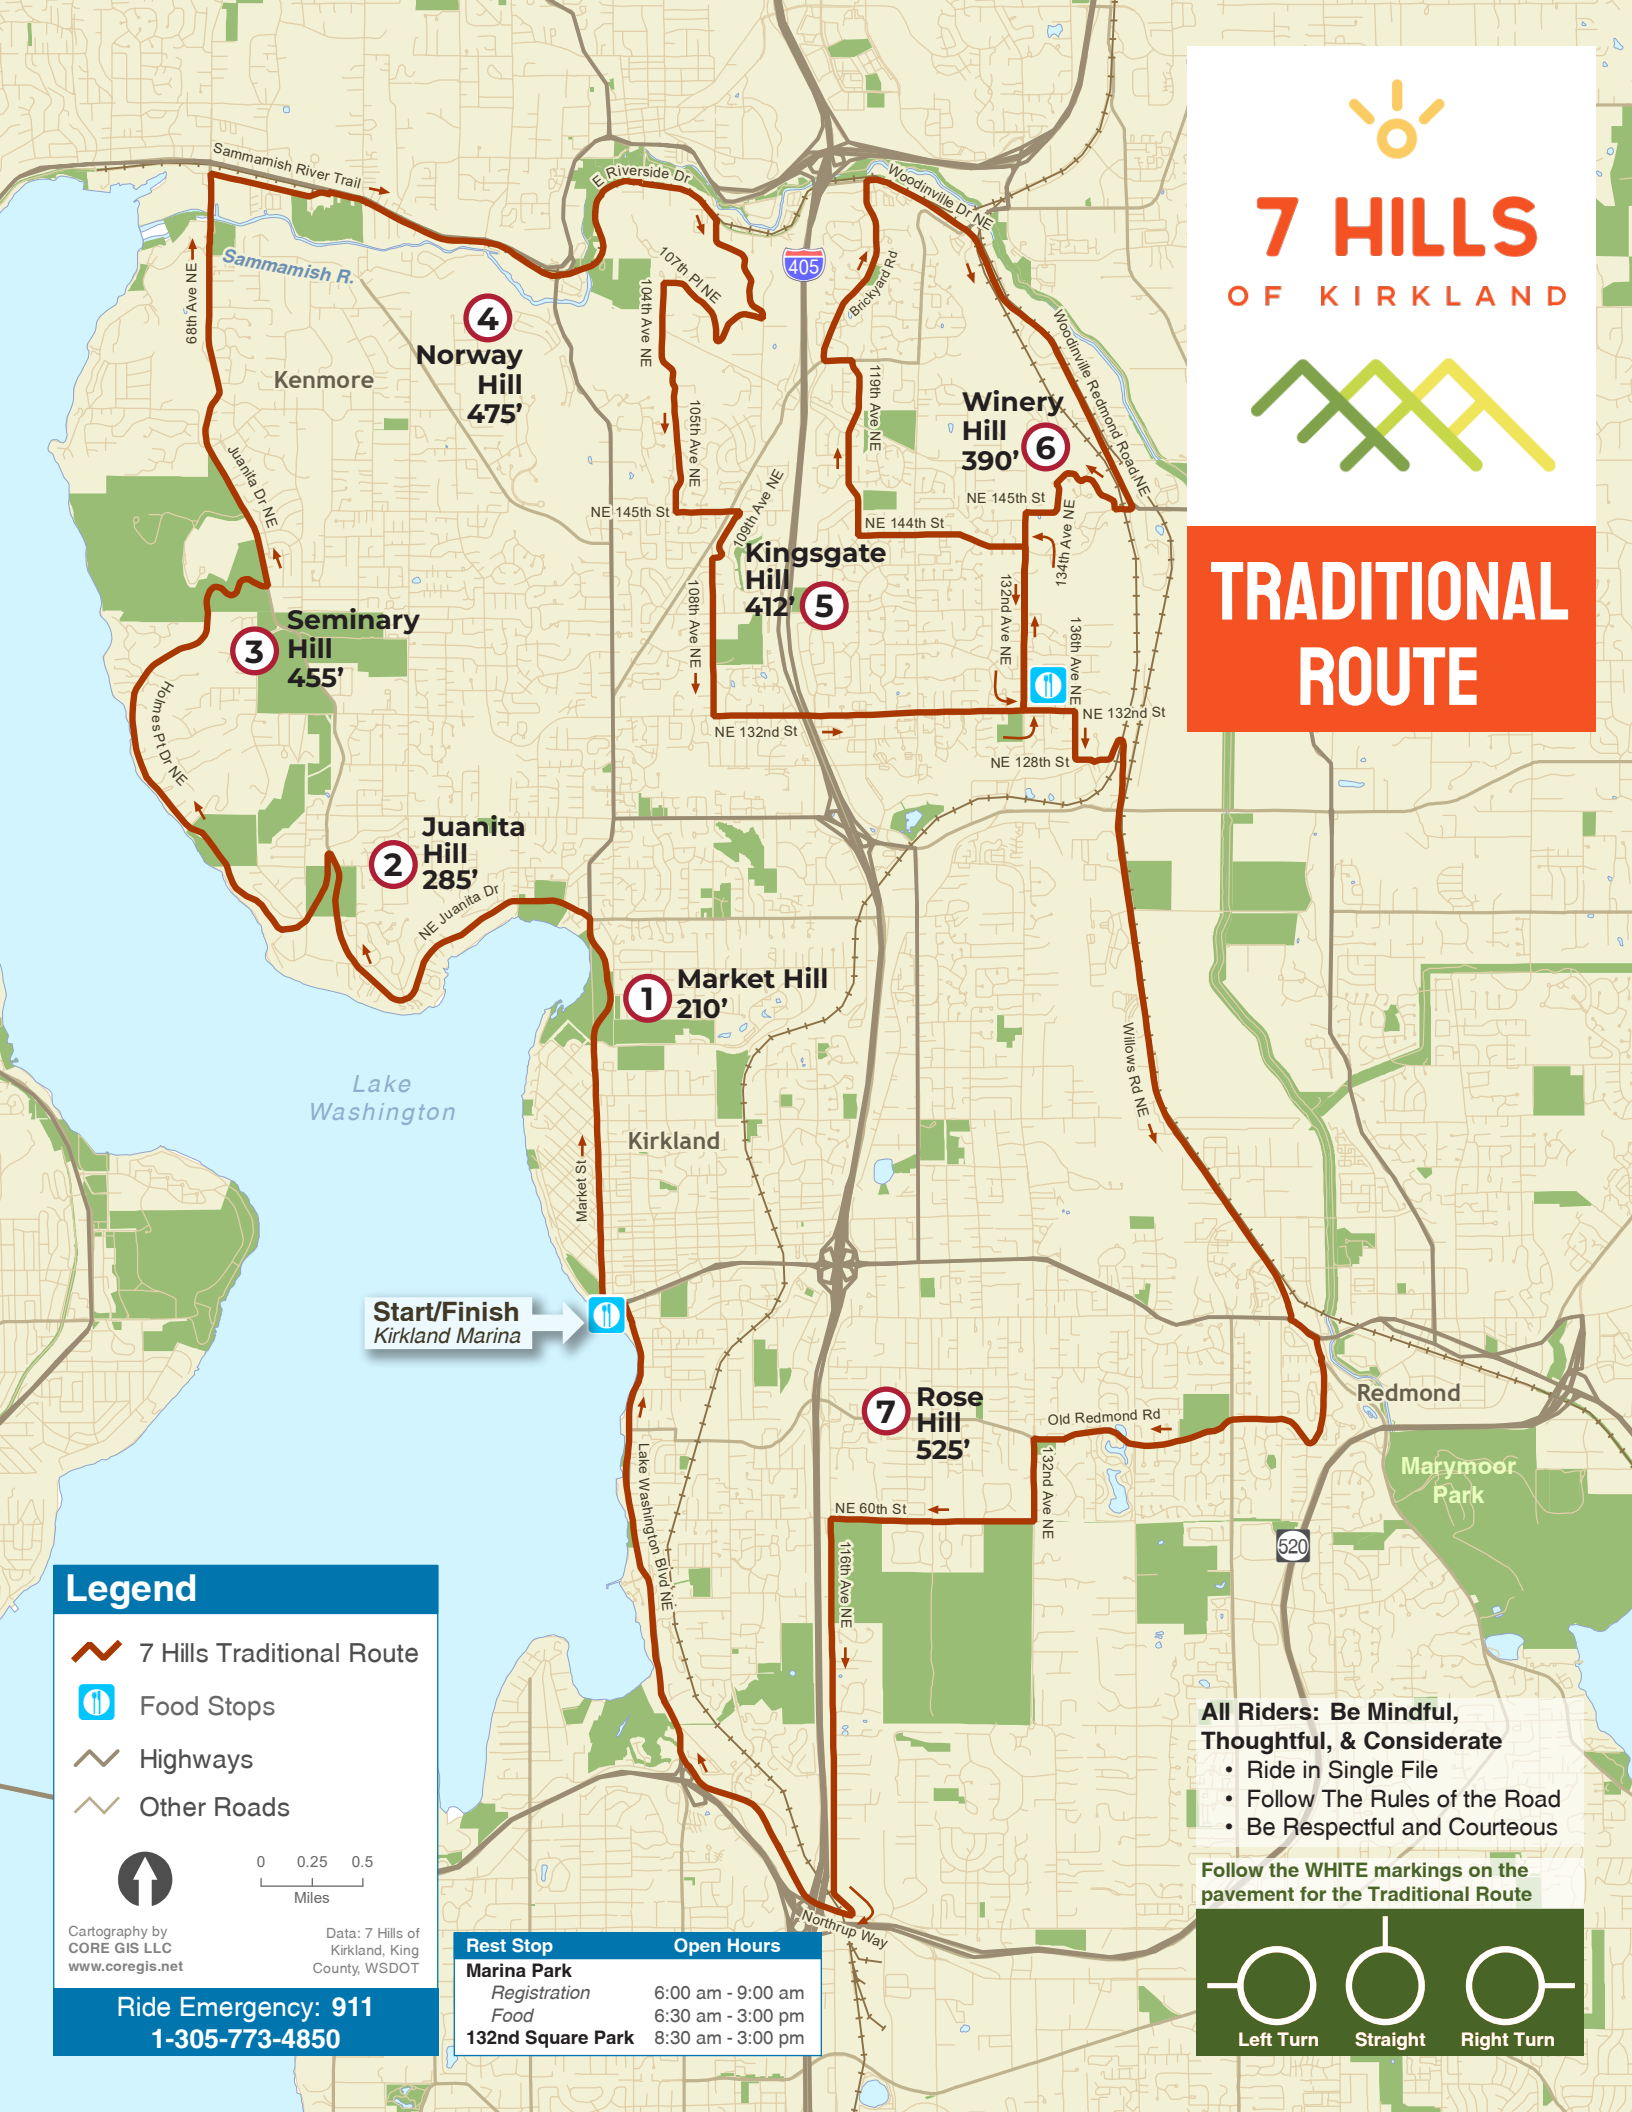 7 HILLS
OF KIRKLAND
TRADITIONAL
ROUTE
Sammamish River Trail
E Riverside Dr
Woodinville Dr NE
68th Ave NE
Sammamish R.
107th Pl NE
104th Ave NE
405
Brickyard Rd
Woodinville Redmond Road NE
4
Norway
Hill
475’
Kenmore
119th Ave NE
105th Ave NE
Winery
Hill
390’
6
Juanita Dr NE
NE 145th St
109th Ave NE
NE 145th St
NE 144th St
134th Ave NE
Kingsgate
Hill
412’
5
108th Ave NE
132nd Ave NE
136th Ave NE
3
Seminary
Hill
455’
Holmes Pt Dr NE
NE 132nd St
NE 132nd St
NE 128th St
2
Juanita
Hill
285’
NE Juanita Dr
1
Market Hill
210’
Lake
Washington
Kirkland
Willows Rd NE
Market St
Start/Finish
Kirkland Marina
7
Rose
Hill
525’
Old Redmond Rd
Redmond
132nd Ave NE
Marymoor
Park
NE 60th St
Lake Washington Blvd NE
116th Ave NE
520
Northrup Way
Legend
7 Hills Traditional Route
Food Stops
Highways
Other Roads
0 0.25 0.5
Miles
Cartography by
CORE GIS LLC
www.coregis.net
Data: 7 Hills of
Kirkland, King
County, WSDOT
Ride Emergency: 911
1-305-773-4850
Rest Stop Open Hours
Marina Park
Registration 6:00 am - 9:00 am
Food 6:30 am - 3:00 pm
132nd Square Park 8:30 am - 3:00 pm
All Riders: Be Mindful,
Thoughtful, & Considerate
• Ride in Single File
• Follow The Rules of the Road
• Be Respectful and Courteous
Follow the WHITE markings on the
pavement for the Traditional Route
Left Turn Straight Right Turn